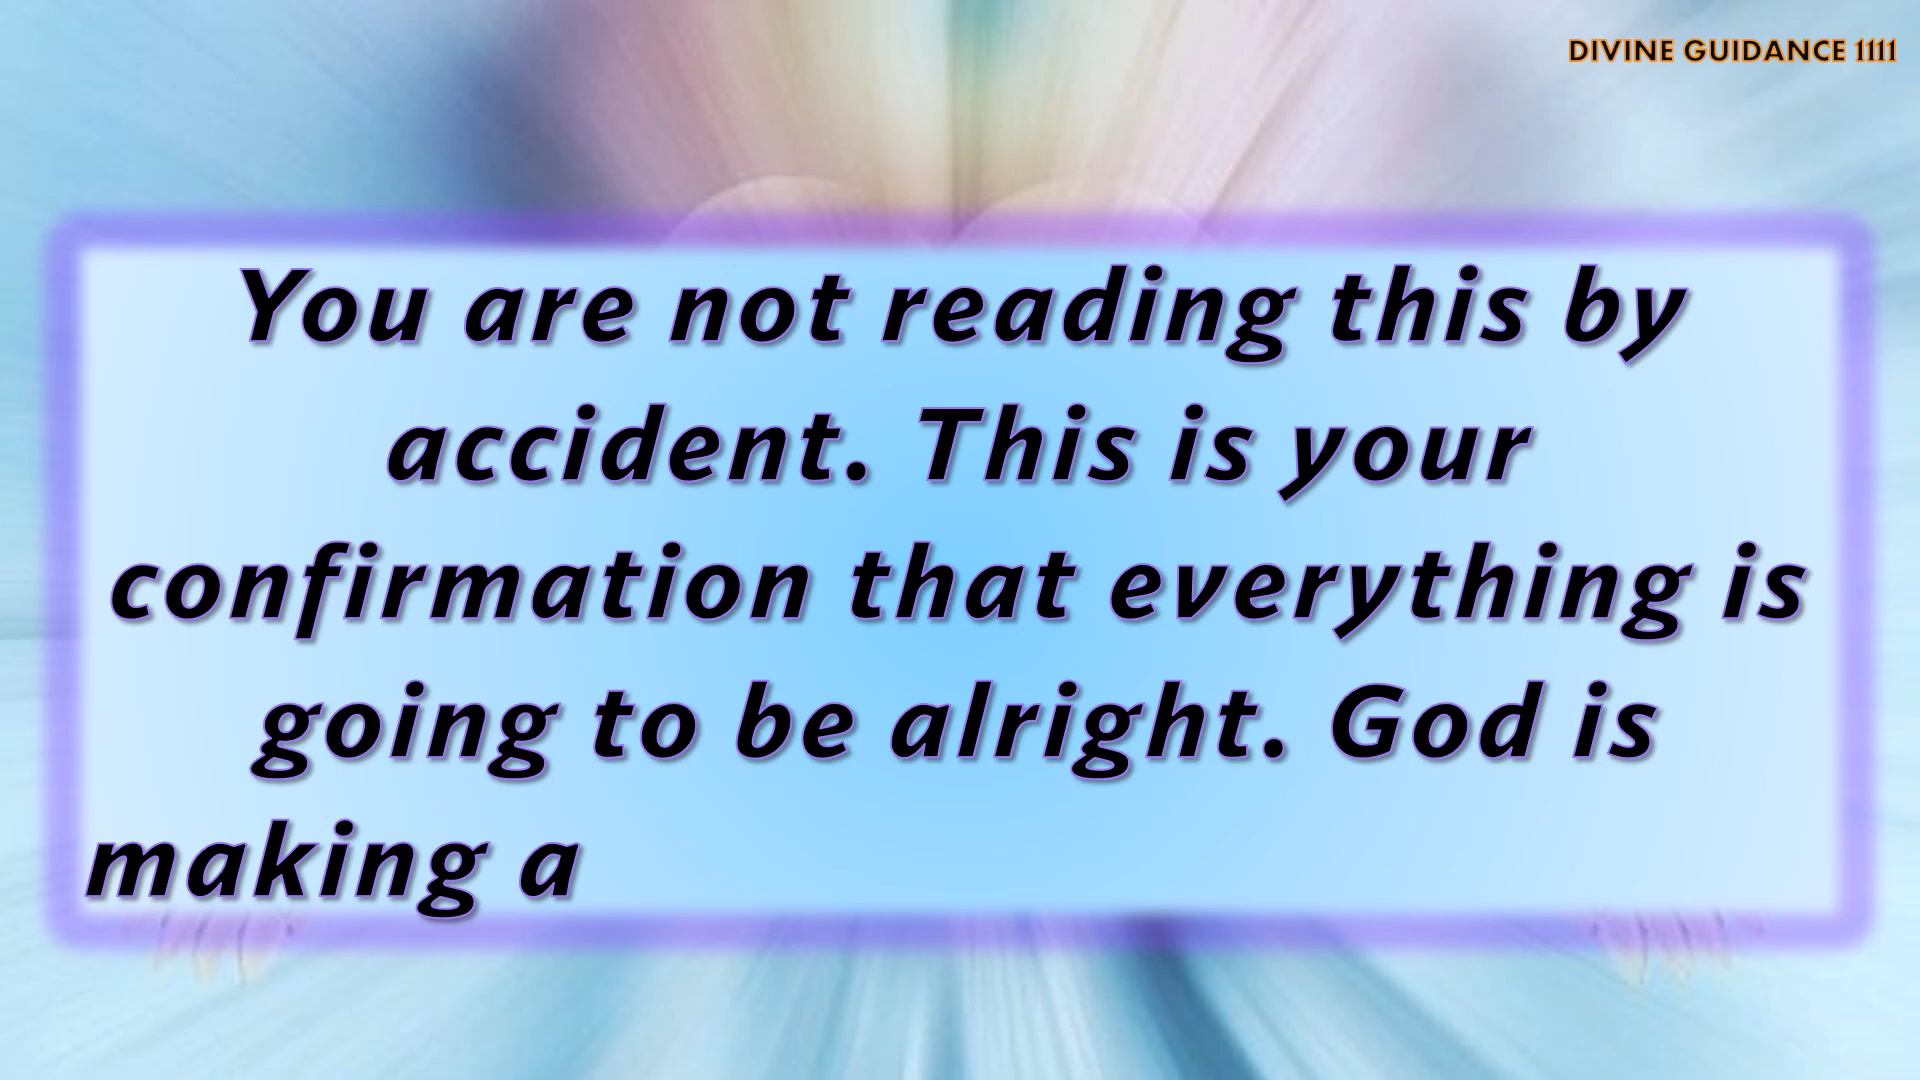 DIVINE GUIDANCE 1111
You are not reading this by
accident. This is your
confirmation that everything is
going to be alright. God is
making a